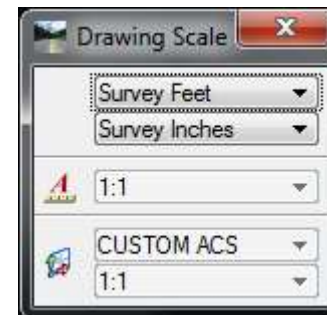 Drawing Scale
Survey Feet
Survey Inches
A
1:1
CUSTOM ACS
1:1